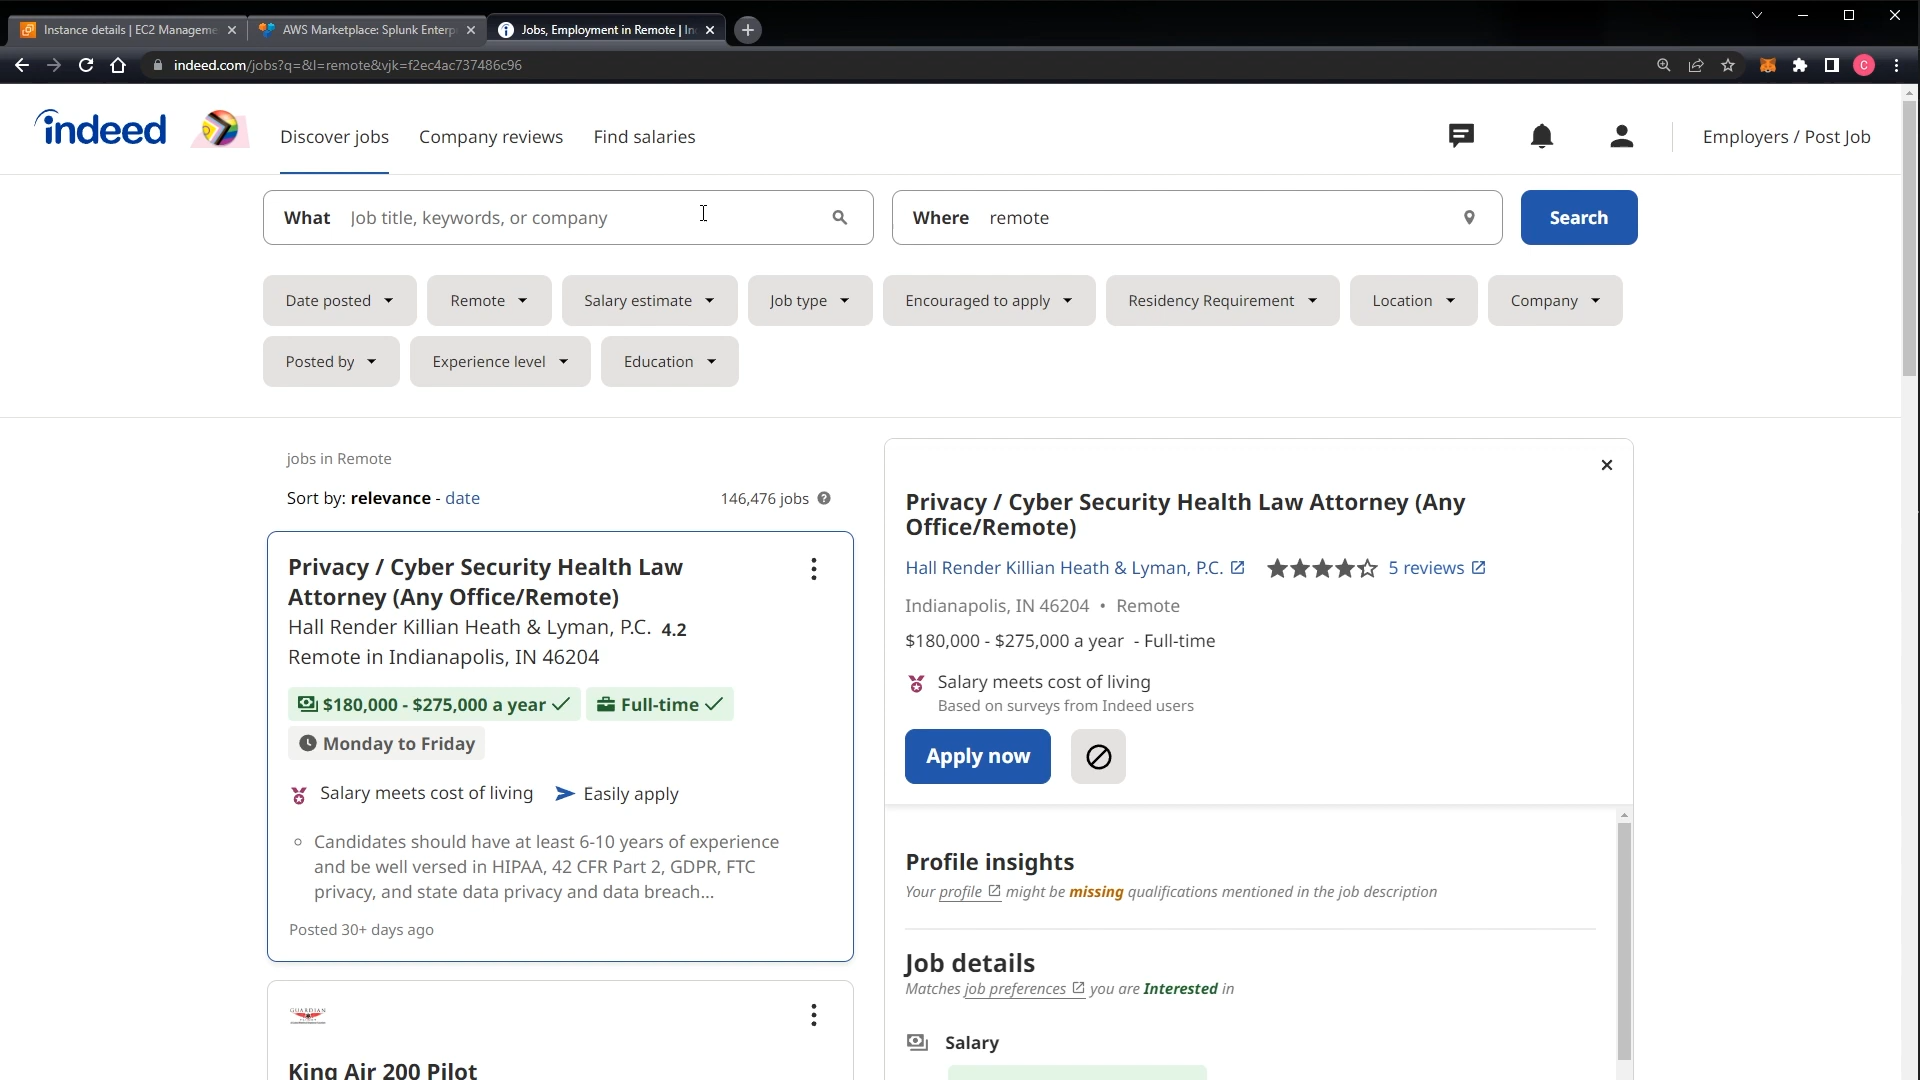 Instance details | EC2 Manageme
AWS Marketplace: Splunk Enterp
Jobs, Employment in Remote | In
indeed.com/jobs?q=&l=remote&vjk=f2ec4ac737486c96
C
indeed
Discover jobs
Company reviews
Find salaries
Employers / Post Job
What Job title, keywords, or company
Where remote
Search
Date posted
Remote
Salary estimate
Job type
Encouraged to apply
Residency Requirement
Location
Company
Posted by
Experience level
Education
jobs in Remote
Sort by: relevance - date
146,476 jobs
Privacy / Cyber Security Health Law
Attorney (Any Office/Remote)
Hall Render Killian Heath & Lyman, P.C. 4.2
Remote in Indianapolis, IN 46204
$180,000 - $275,000 a year
Full-time
Monday to Friday
Salary meets cost of living
Easily apply
Candidates should have at least 6-10 years of experience
and be well versed in HIPAA, 42 CFR Part 2, GDPR, FTC
privacy, and state data privacy and data breach...
Posted 30+ days ago
GUARDIAN
King Air 200 Pilot
Privacy / Cyber Security Health Law Attorney (Any
Office/Remote)
Hall Render Killian Heath & Lyman, P.C.
5 reviews
Indianapolis, IN 46204 • Remote
$180,000 - $275,000 a year - Full-time
Salary meets cost of living
Based on surveys from Indeed users
Apply now
Profile insights
Your profile might be missing qualifications mentioned in the job description
Job details
Matches job preferences you are Interested in
Salary